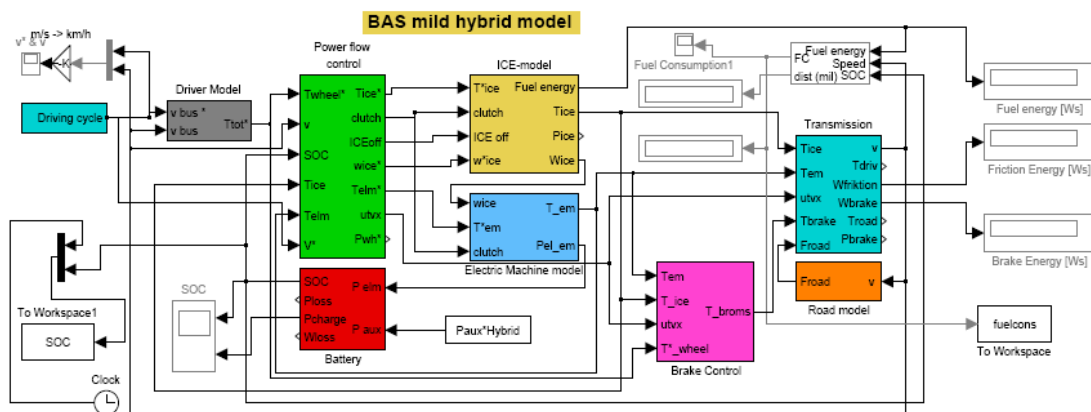 BAS mild hybrid model
m/s -> km/h
v* & v
-K-
Driving cycle
Driver Model
v bus *
v bus
Ttot*
Power flow
control
Twheel*
v
SOC
Tice
Telm
V*
Tice*
clutch
ICEoff
wice*
Telm*
utvx
Pwh*
ICE-model
T*ice
clutch
ICE off
w*ice
Fuel energy
Tice
Pice
Wice
wice
T*em
clutch
T_em
Pel_em
Electric Machine model
SOC
Ploss
Pcharge
Wloss
P elm
P aux
Battery
Paux*Hybrid
SOC
To Workspace1
SOC
Clock
Fuel Consumption1
FC
dist (mil)
Fuel energy
Speed
SOC
Fuel energy [Ws]
Friction Energy [Ws]
Brake Energy [Ws]
Transmission
Tice
Tem
utvx
Tbrake
Froad
v
Tdriv
Wfriktion
Wbrake
Troad
Pbrake
Froad
v
Road model
Tem
T_ice
utvx
T*_wheel
T_broms
Brake Control
fuelcons
To Workspace